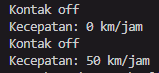 Kontak off
Kecepatan: 0 km/jam
Kontak off
Kecepatan: 50 km/jam